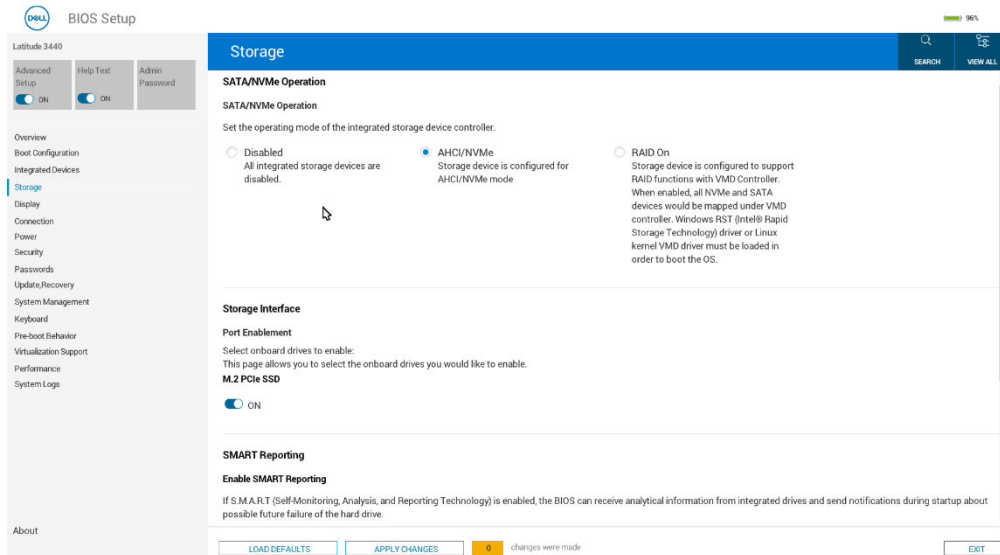 DELL
BIOS Setup
96%
Latitude 3440
Advanced Setup
ON
Help Text
ON
Admin Password
Overview
Boot Configuration
Integrated Devices
Storage
Display
Connection
Power
Security
Passwords
Update,Recovery
System Management
Keyboard
Pre-boot Behavior
Virtualization Support
Performance
System Logs
About
Storage
SEARCH
VIEW ALL
SATA/NVMe Operation
SATA/NVMe Operation
Set the operating mode of the integrated storage device controller.
Disabled
All integrated storage devices are
disabled.
AHCI/NVMe
Storage device is configured for
AHCI/NVMe mode
RAID On
Storage device is configured to support
RAID functions with VMD Controller.
When enabled, all NVMe and SATA
devices would be mapped under VMD
controller. Windows RST (Intel® Rapid
Storage Technology) driver or Linux
kernel VMD driver must be loaded in
order to boot the OS.
Storage Interface
Port Enablement
Select onboard drives to enable:
This page allows you to select the onboard drives you would like to enable.
M.2 PCIe SSD
ON
SMART Reporting
Enable SMART Reporting
If S.M.A.R.T (Self-Monitoring, Analysis, and Reporting Technology) is enabled, the BIOS can receive analytical information from integrated drives and send notifications during startup about
possible future failure of the hard drive.
LOAD DEFAULTS
APPLY CHANGES
0 changes were made
EXIT